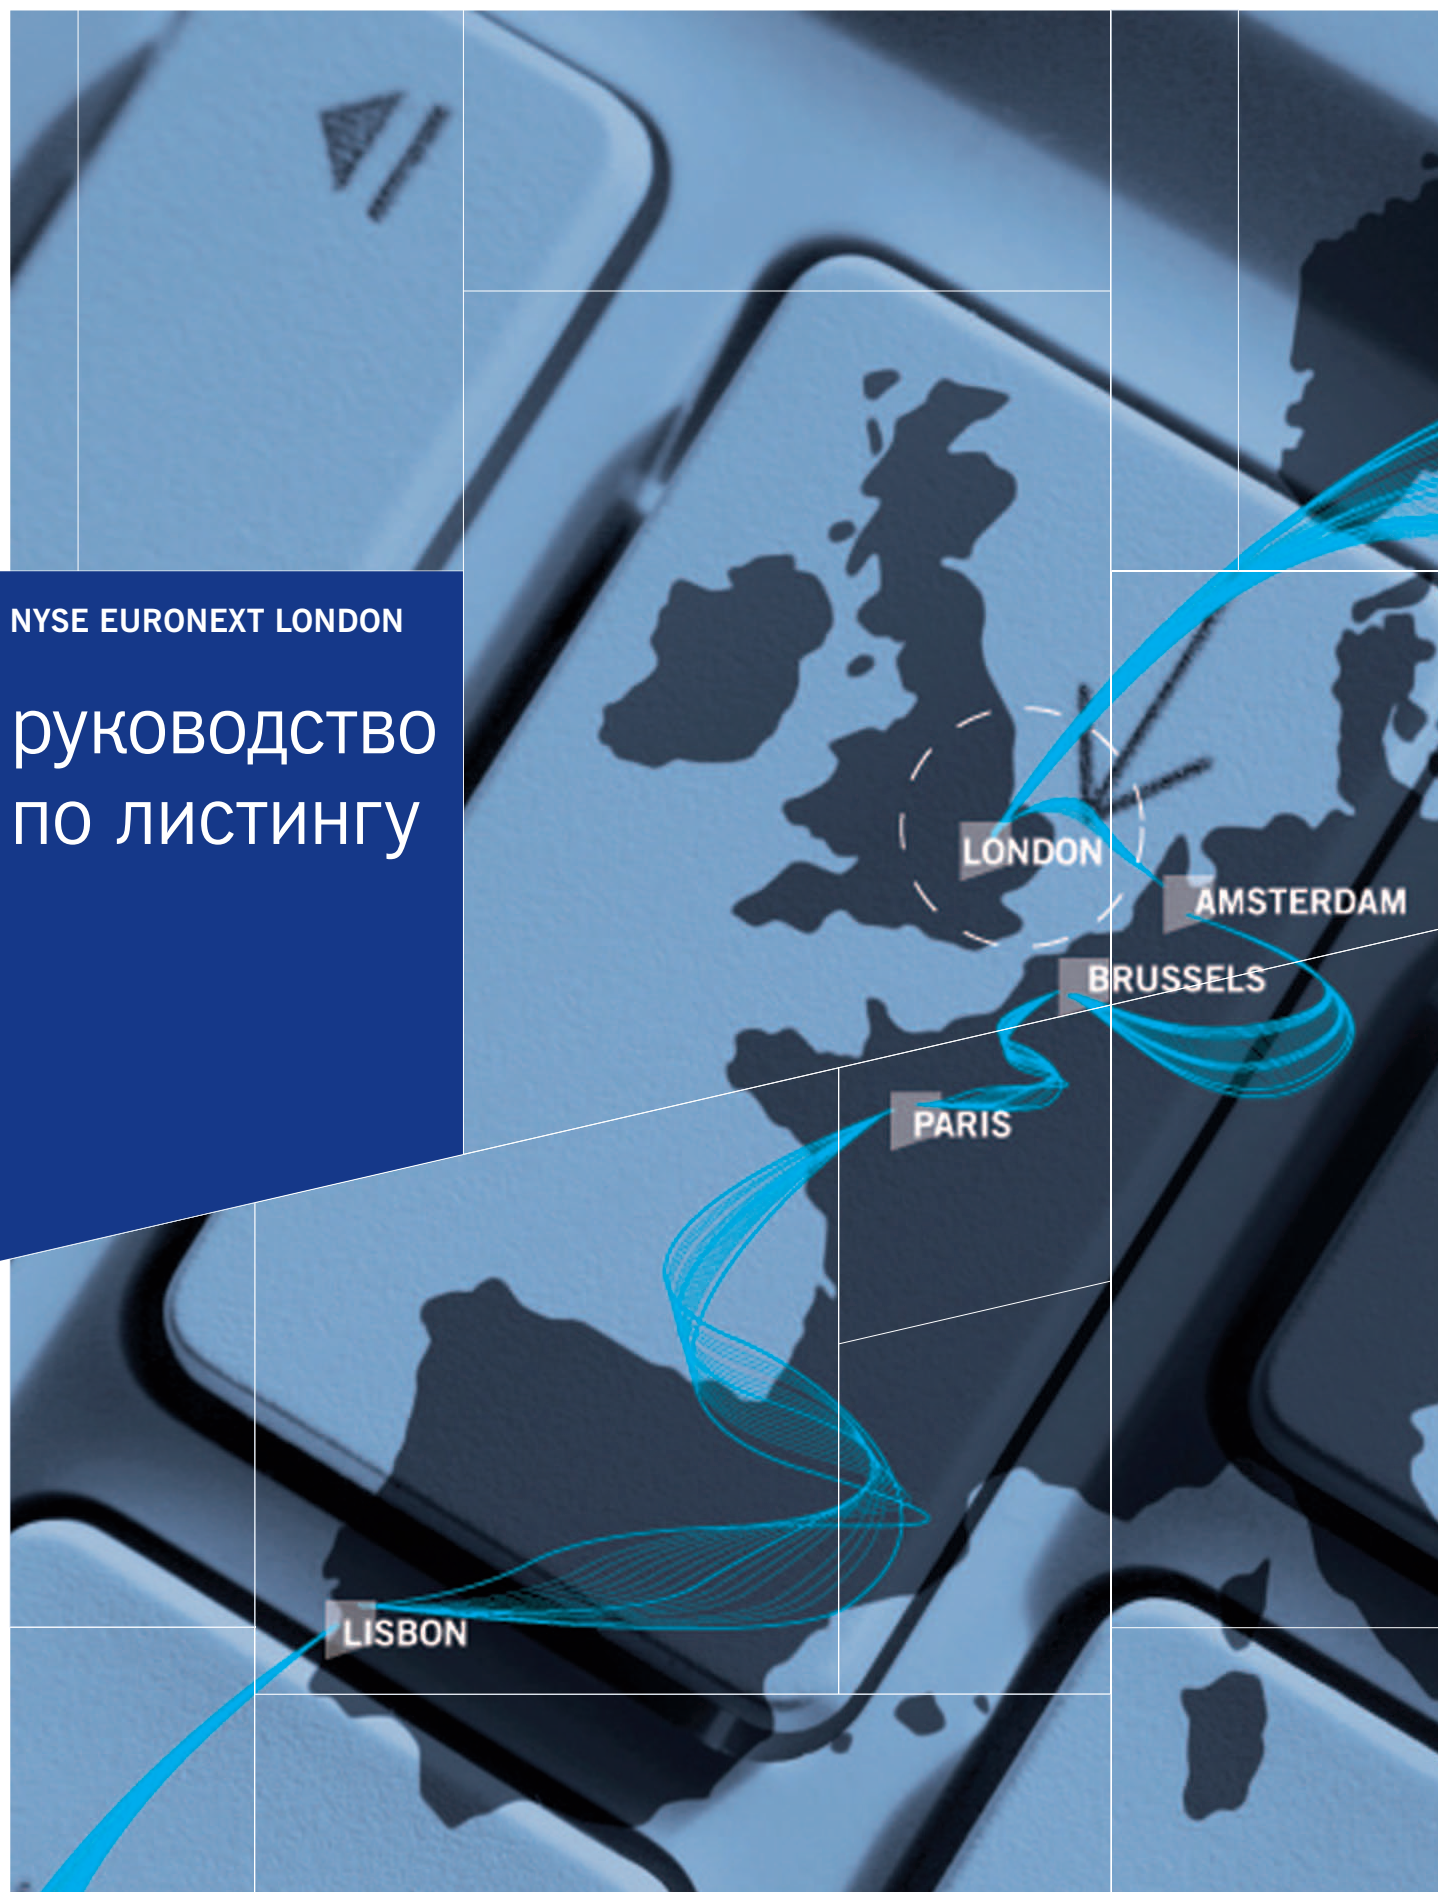 NYSE EURONEXT LONDON
руководство
по листингу
LONDON
AMSTERDAM
BRUSSELS
PARIS
LISBON